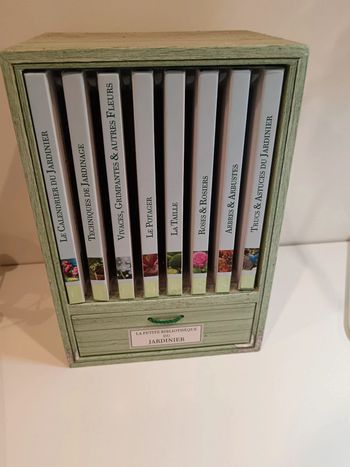 LE CALENDRIER DU JARDINIER
TECHNIQUES DE JARDINAGE
VIVACES, GRIMPANTES & AUTRES FLEURS
LE POTAGER
LA TAILLE
ROSES & ROSIERS
ARBRES & ARBUSTES
TRUCS & ASTUCES DU JARDINIER
LA PETITE BIBLIOTHÈQUE
DU
JARDINIER